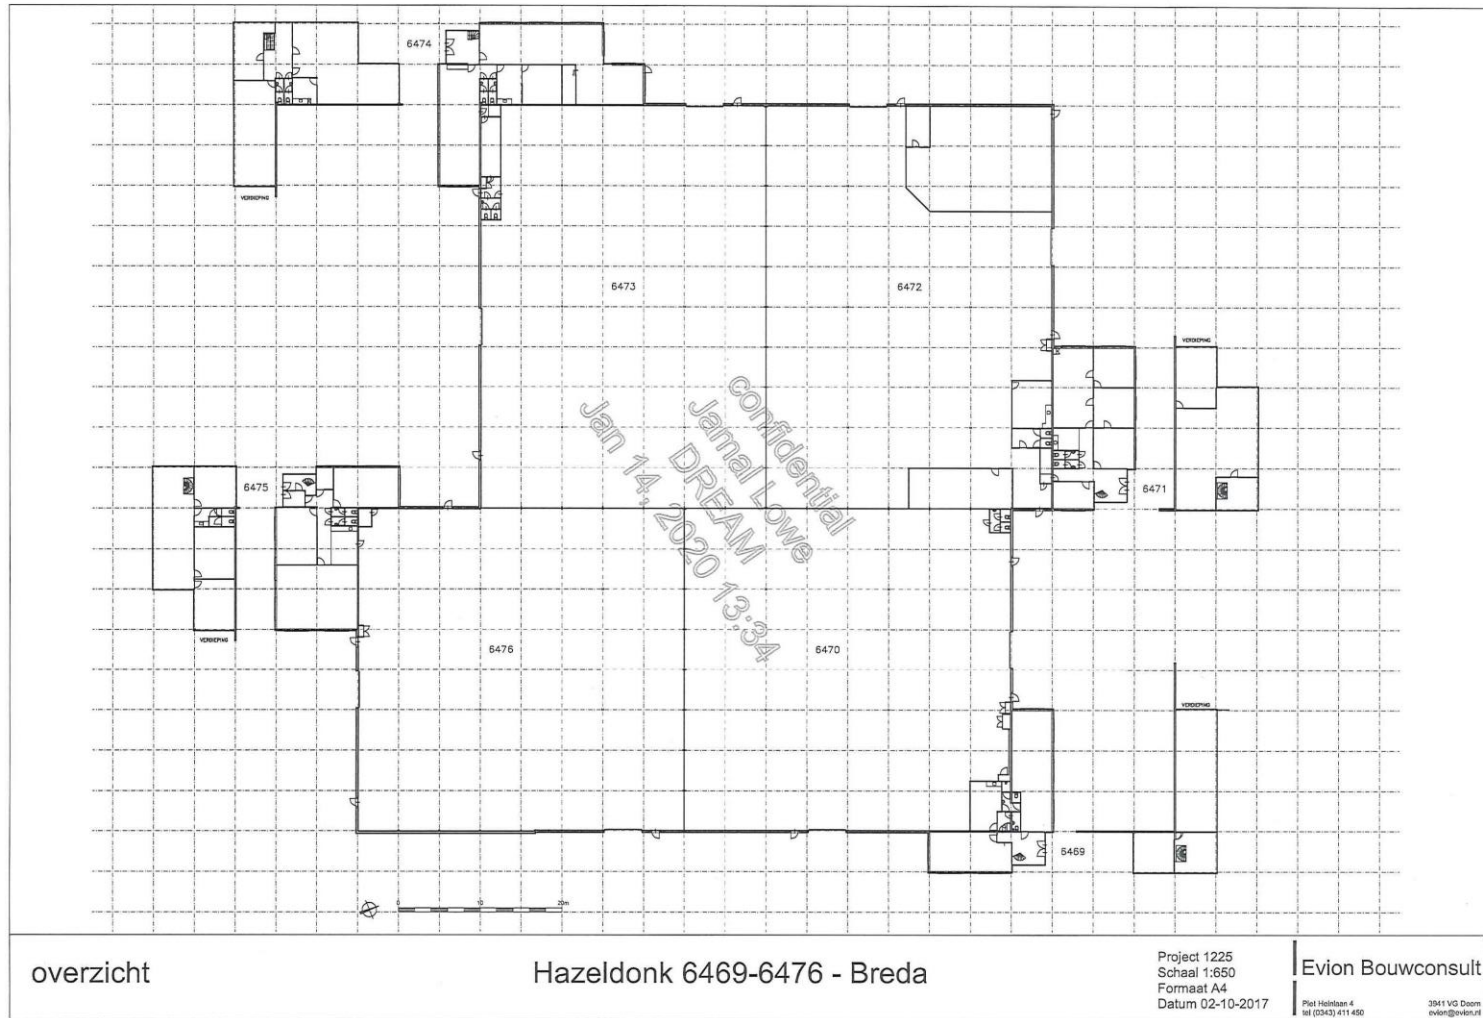 6474
VERDIEPING
6473
6472
VERDIEPING
6475
6471
confidential
Jamal Lowe
DREAM
Jan 14, 2020 13:34
VERDIEPING
6476
6470
VERDIEPING
6469
0 10 20m
overzicht
Hazeldonk 6469-6476 - Breda
Project 1225
Schaal 1:650
Formaat A4
Datum 02-10-2017
Evion Bouwconsult
Piet Heinlaan 4
tel (0343) 411 450
3941 VG Doorn
evion@evion.nl